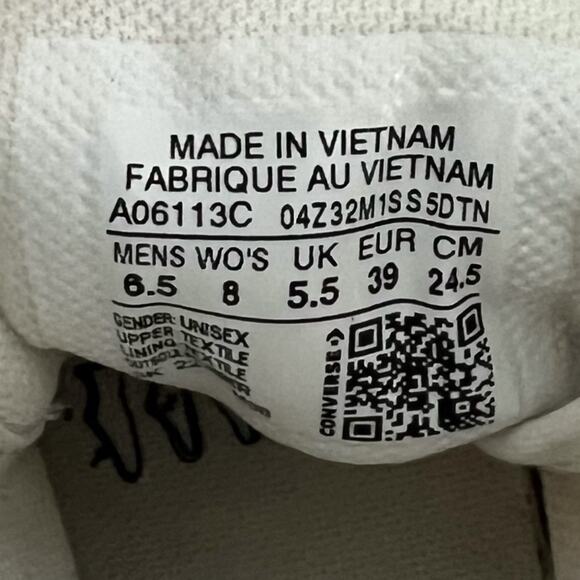 MADE IN VIETNAM
FABRIQUE AU VIETNAM
A06113C 04Z32M1SS5DTN
MENS WO'S UK EUR CM
6.5 8 5.5 39 24.5
GENDER: UNISEX
UPPER TEXTILE
LINING TEXTILE
CONVERSE